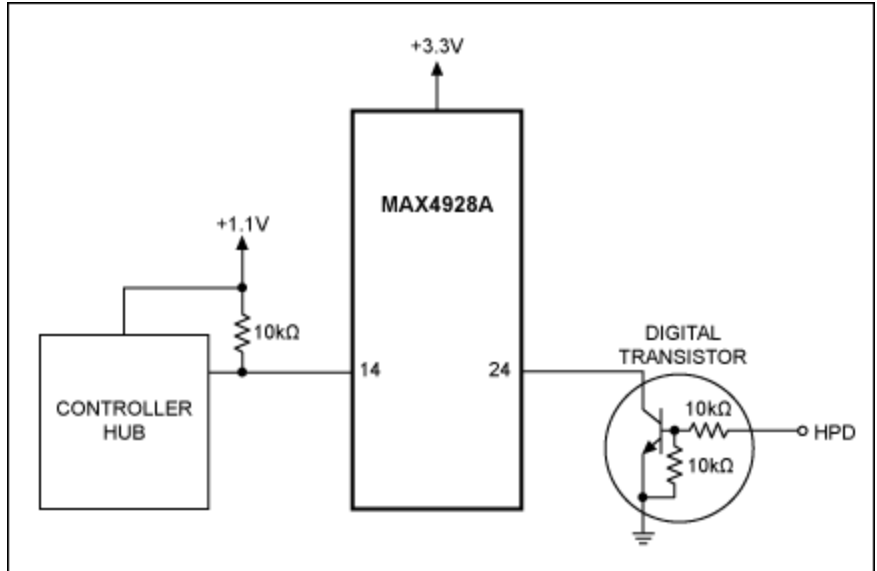 +3.3V
MAX4928A
+1.1V
10kΩ
14
24
CONTROLLER
HUB
DIGITAL
TRANSISTOR
10kΩ
HPD
10kΩ